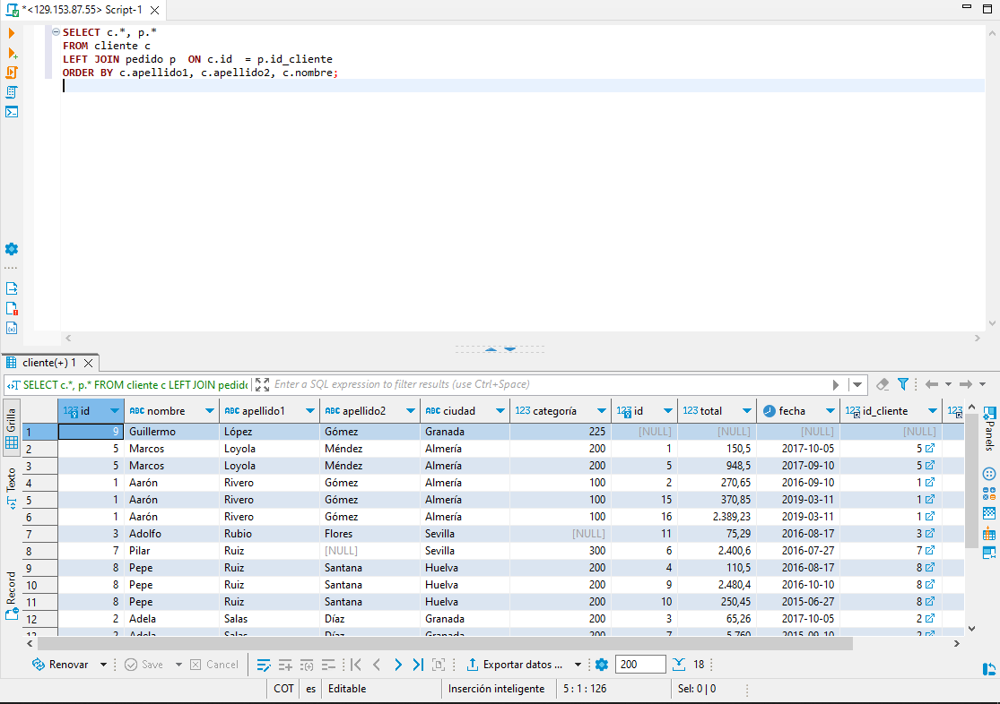 *<129.153.87.55> Script-1
SELECT c.*, p.*
FROM cliente c
LEFT JOIN pedido p  ON c.id  = p.id_cliente
ORDER BY c.apellido1, c.apellido2, c.nombre;
cliente(+) 1
SELECT c.*, p.* FROM cliente c LEFT JOIN pedido Enter a SQL expression to filter results (use Ctrl+Space)
Grilla
Texto
Record
Panels
123 id ABC nombre ABC apellido1 ABC apellido2 ABC ciudad 123 categoría 123 id 123 total fecha 123 id_cliente 123
1 9 Guillermo López Gómez Granada 225 [NULL] [NULL] [NULL] [NULL]
2 5 Marcos Loyola Méndez Almería 200 1 150,5 2017-10-05 5
3 5 Marcos Loyola Méndez Almería 200 5 948,5 2017-09-10 5
4 1 Aarón Rivero Gómez Almería 100 2 270,65 2016-09-10 1
5 1 Aarón Rivero Gómez Almería 100 15 370,85 2019-03-11 1
6 1 Aarón Rivero Gómez Almería 100 16 2.389,23 2019-03-11 1
7 3 Adolfo Rubio Flores Sevilla [NULL] 11 75,29 2016-08-17 3
8 7 Pilar Ruiz [NULL] Sevilla 300 6 2.400,6 2016-07-27 7
9 8 Pepe Ruiz Santana Huelva 200 4 110,5 2016-08-17 8
10 8 Pepe Ruiz Santana Huelva 200 9 2.480,4 2016-10-10 8
11 8 Pepe Ruiz Santana Huelva 200 10 250,45 2015-06-27 8
12 2 Adela Salas Díaz Granada 200 3 65,26 2017-10-05 2
13 2 Adela Salas Díaz Granada 200 7 5.760 2015-09-10 2
Renovar Save Cancel Exportar datos ... 200 18
COT es Editable Inserción inteligente 5 : 1 : 126 Sel: 0 | 0